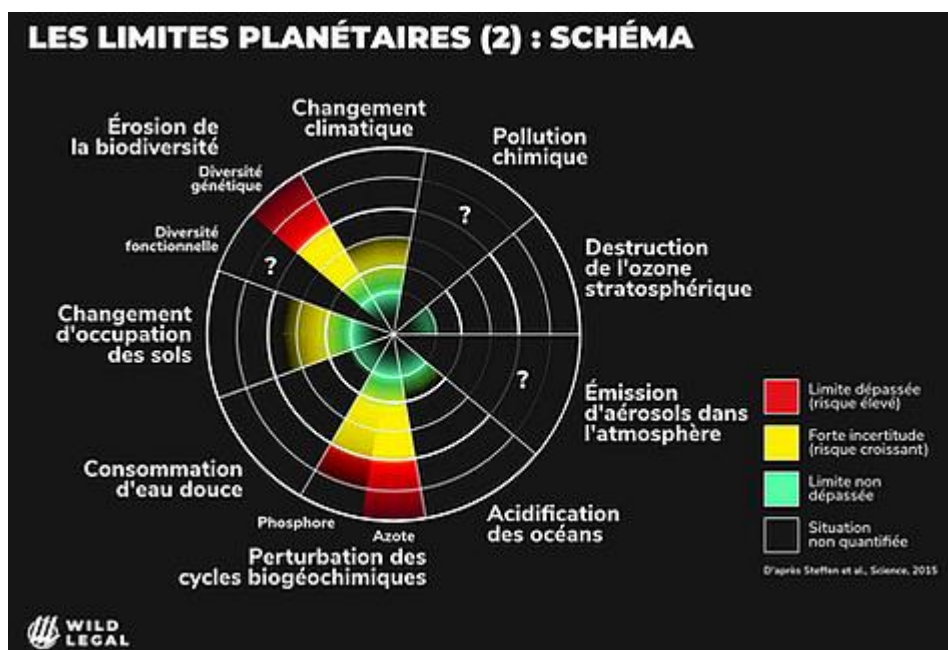 LES LIMITES PLANÉTAIRES (2) : SCHÉMA
Changement
climatique
Érosion de
la biodiversité
Diversité
génétique
Diversité
fonctionnelle
Pollution
chimique
?
?
Destruction
de l'ozone
stratosphérique
Changement
d'occupation
des sols
?
Émission
d'aérosols dans
l'atmosphère
Consommation
d'eau douce
Phosphore
Azote
Perturbation des
cycles biogéochimiques
Acidification
des océans
Limite dépassée
(risque élevé)
Forte incertitude
(risque croissant)
Limite non
dépassée
Situation
non quantifiée
D'après Steffen et al., Science, 2015
WILD
LEGAL